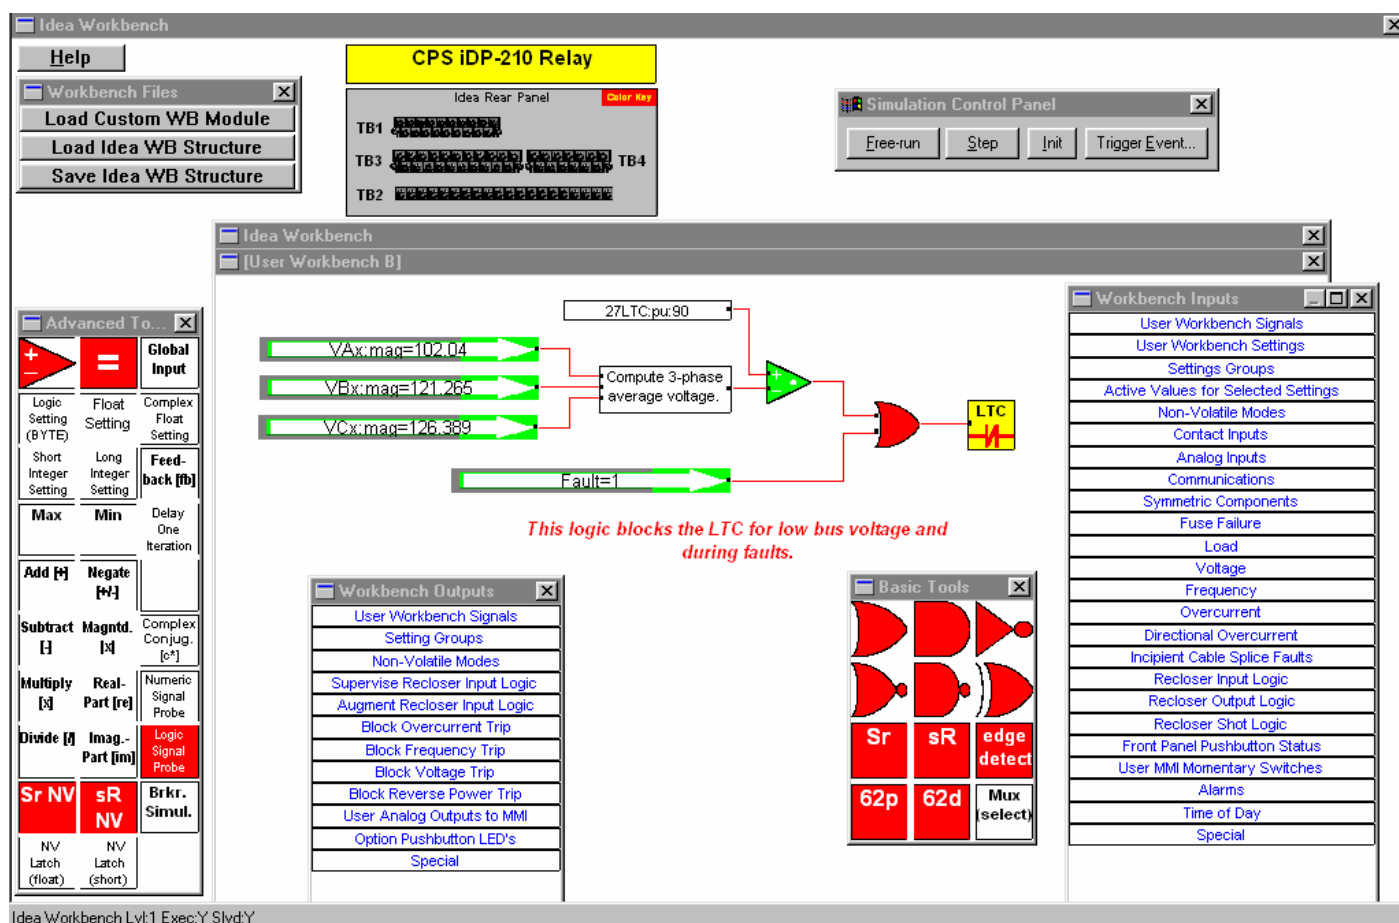 Idea Workbench
Help
CPS iDP-210 Relay
Workbench Files
Load Custom WB Module
Load Idea WB Structure
Save Idea WB Structure
Idea Rear Panel
Color Key
TB1
TB3
TB4
TB2
Simulation Control Panel
Free-run
Step
Init
Trigger Event...
Idea Workbench
[User Workbench B]
27LTC:pu:90
VAx:mag=102.04
VBx:mag=121.265
VCx:mag=126.389
Compute 3-phase
average voltage.
+
-
LTC
Fault=1
This logic blocks the LTC for low bus voltage and
during faults.
Advanced To...
+
-
=
Global
Input
Logic
Setting
(BYTE)
Float
Setting
Complex
Float
Setting
Short
Integer
Setting
Long
Integer
Setting
Feed-
back [fb]
Max
Min
Delay
One
Iteration
Add [+]
Negate
[+/-]
Subtract
[-]
Magntd.
[x]
Complex
Conjug.
[c*]
Multiply
[x]
Real-
Part [re]
Numeric
Signal
Probe
Divide [/]
Imag.-
Part [im]
Logic
Signal
Probe
Sr NV
sR
NV
Brkr.
Simul.
NV
Latch
(float)
NV
Latch
(short)
Workbench Outputs
User Workbench Signals
Setting Groups
Non-Volatile Modes
Supervise Recloser Input Logic
Augment Recloser Input Logic
Block Overcurrent Trip
Block Frequency Trip
Block Voltage Trip
Block Reverse Power Trip
User Analog Outputs to MMI
Option Pushbutton LED's
Special
Basic Tools
Sr
sR
edge
detect
62p
62d
Mux
(select)
Workbench Inputs
User Workbench Signals
User Workbench Settings
Settings Groups
Active Values for Selected Settings
Non-Volatile Modes
Contact Inputs
Analog Inputs
Communications
Symmetric Components
Fuse Failure
Load
Voltage
Frequency
Overcurrent
Directional Overcurrent
Incipient Cable Splice Faults
Recloser Input Logic
Recloser Output Logic
Recloser Shot Logic
Front Panel Pushbutton Status
User MMI Momentary Switches
Alarms
Time of Day
Special
Idea Workbench Lvl:1 Exec:Y Slvd:Y